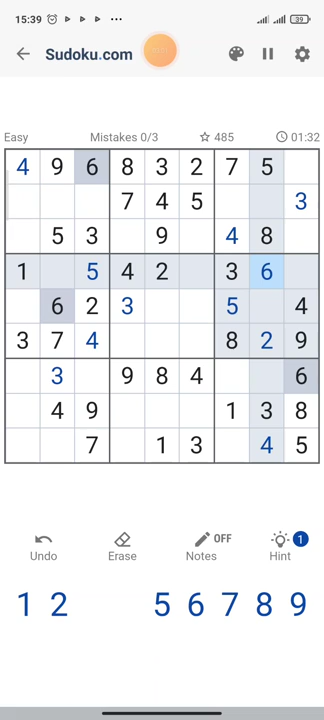 15:39 39
Sudoku.com
Easy Mistakes 0/3 485 01:32
4 9 6 8 3 2 7 5
7 4 5 3
5 3 9 4 8
1 5 4 2 3 6
6 2 3 5 4
3 7 4 8 2 9
3 9 8 4 6
4 9 1 3 8
7 1 3 4 5
OFF 1
Undo Erase Notes Hint
1 2 5 6 7 8 9